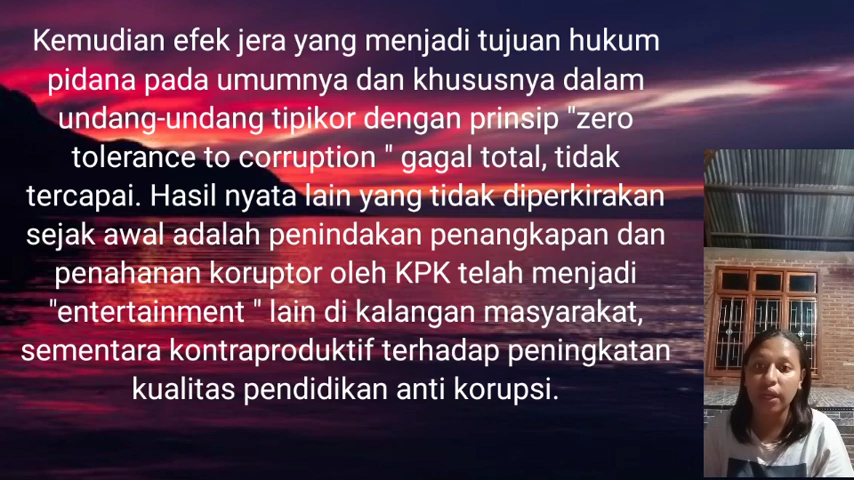 Kemudian efek jera yang menjadi tujuan hukum
pidana pada umumnya dan khususnya dalam
undang-undang tipikor dengan prinsip "zero
tolerance to corruption " gagal total, tidak
tercapai. Hasil nyata lain yang tidak diperkirakan
sejak awal adalah penindakan penangkapan dan
penahanan koruptor oleh KPK telah menjadi
"entertainment " lain di kalangan masyarakat,
sementara kontraproduktif terhadap peningkatan
kualitas pendidikan anti korupsi.